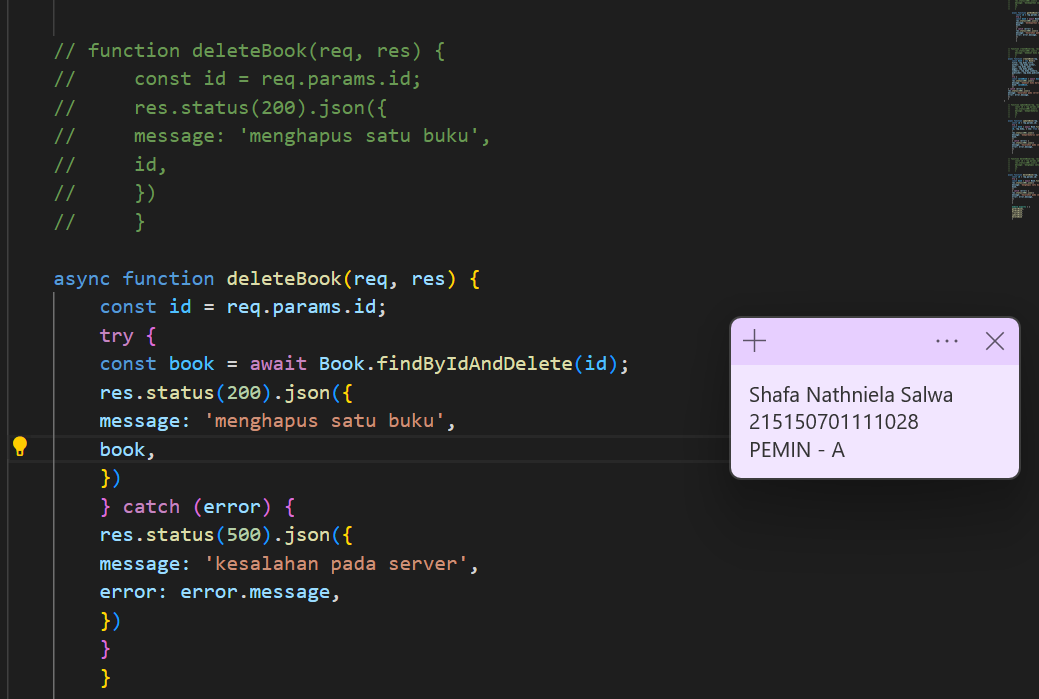 // function deleteBook(req, res) {
//     const id = req.params.id;
//     res.status(200).json({
//     message: 'menghapus satu buku',
//     id,
//     })
//     }
async function deleteBook(req, res) {
    const id = req.params.id;
    try {
    const book = await Book.findByIdAndDelete(id);
    res.status(200).json({
    message: 'menghapus satu buku',
    book,
    })
    } catch (error) {
    res.status(500).json({
    message: 'kesalahan pada server',
    error: error.message,
    })
    }
    }
Shafa Nathniela Salwa
215150701111028
PEMIN - A